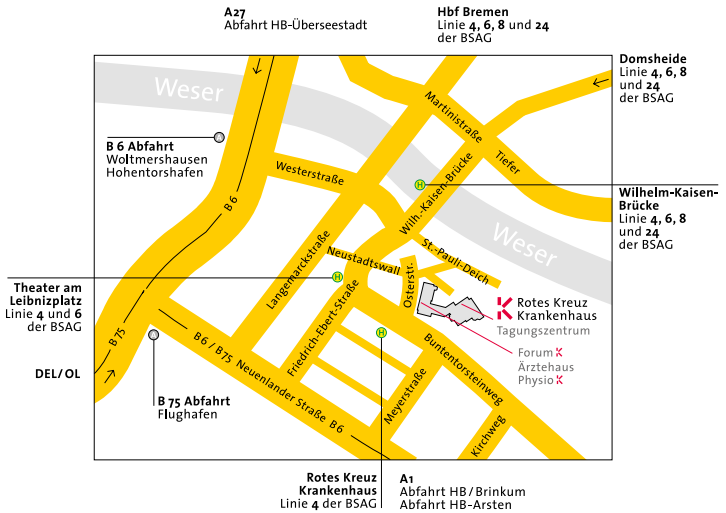 A27
Abfahrt HB-Überseestadt
Hbf Bremen
Linie 4, 6, 8 und 24
der BSAG
Domsheide
Linie 4, 6, 8
und 24
der BSAG
Weser
Martinistraße
Tiefer
A
B 6 Abfahrt
Woltmershausen
Hohentorshafen
Westerstraße
Wilh.-Kaisen-Brücke
H
Wilhelm-Kaisen-
Brücke
Linie 4, 6, 8
und 24
der BSAG
B 6
Weser
St.-Pauli-Deich
Neustadtswall
Langemarckstraße
Osterstr.
Theater am
Leibnizplatz
Linie 4 und 6
der BSAG
H
Rotes Kreuz
Krankenhaus
Tagungszentrum
Forum
Ärztehaus
Physio
Friedrich-Ebert-Straße
H
B 75
B 6 / B 75 Neuenlander Straße B 6
Buntentorsteinweg
Meyerstraße
Kirchweg
DEL/OL
A
B 75 Abfahrt
Flughafen
Rotes Kreuz
Krankenhaus
Linie 4 der BSAG
A1
Abfahrt HB/Brinkum
Abfahrt HB-Arsten